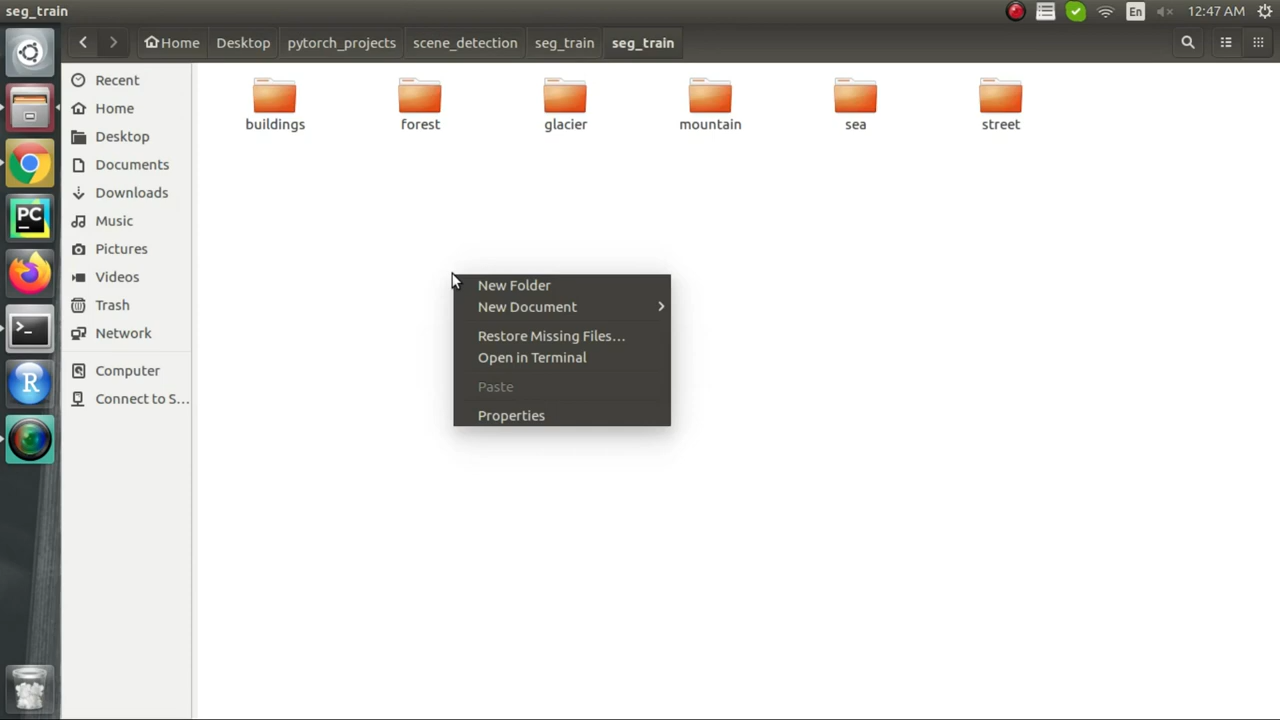 seg_train
En
12:47 AM
Home
Desktop
pytorch_projects
scene_detection
seg_train
seg_train
Recent
Home
Desktop
Documents
Downloads
Music
Pictures
Videos
Trash
Network
Computer
Connect to S...
buildings
forest
glacier
mountain
sea
street
New Folder
New Document
Restore Missing Files...
Open in Terminal
Paste
Properties
PC
R